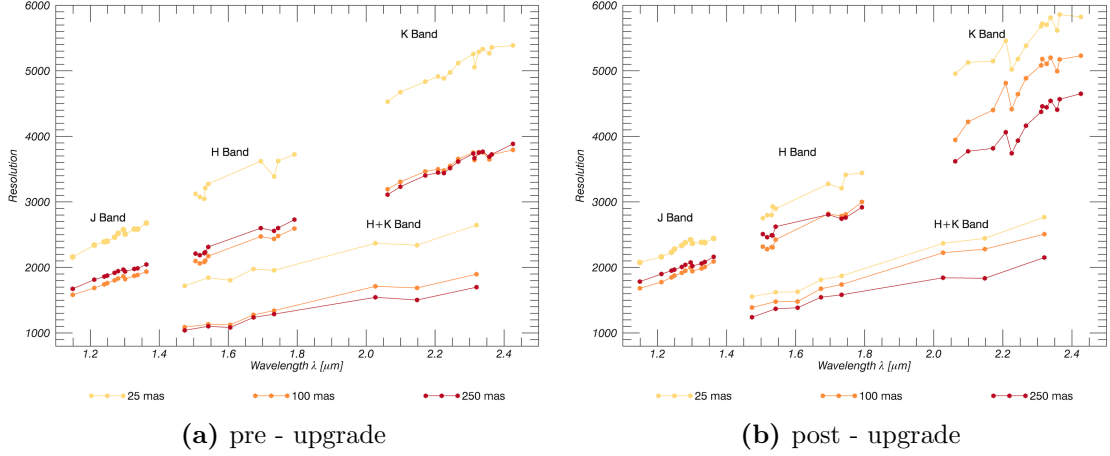 6000
5000
4000
3000
2000
1000
Resolution
K Band
H Band
J Band
H+K Band
1.2 1.4 1.6 1.8 2.0 2.2 2.4
Wavelength λ [μm]
25 mas 100 mas 250 mas
(a) pre - upgrade
6000
5000
4000
3000
2000
1000
Resolution
K Band
H Band
J Band
H+K Band
1.2 1.4 1.6 1.8 2.0 2.2 2.4
Wavelength λ [μm]
25 mas 100 mas 250 mas
(b) post - upgrade